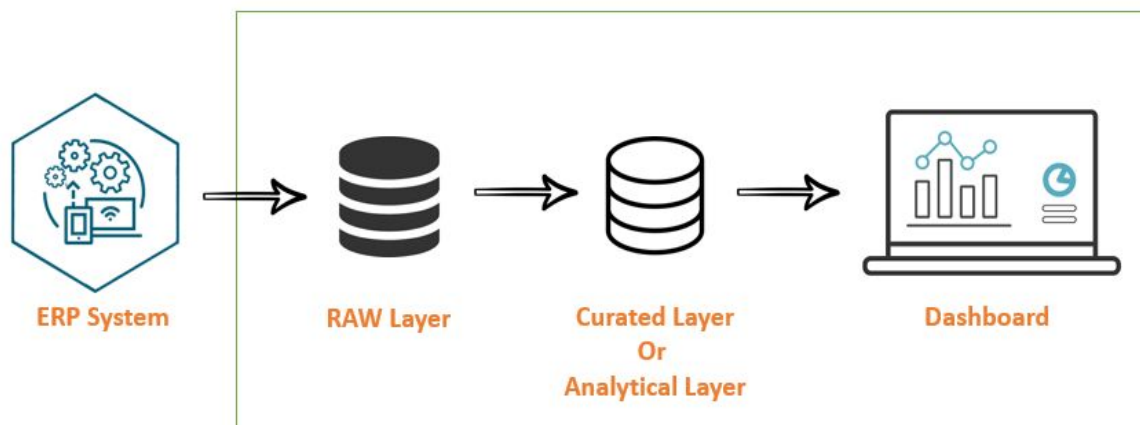 ERP System
RAW Layer
Curated Layer
Or
Analytical Layer
Dashboard